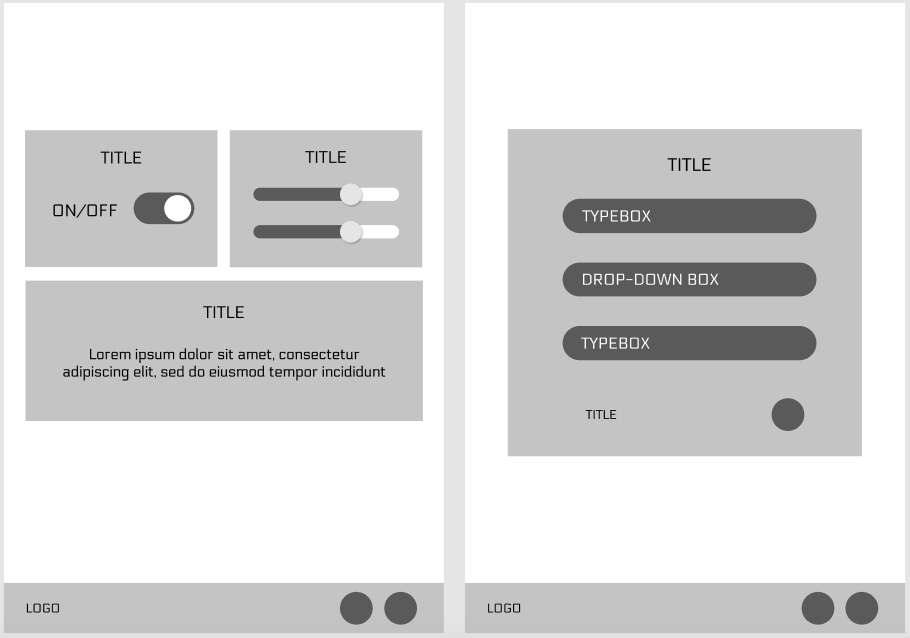 TITLE
ON/OFF
TITLE
TITLE
Lorem ipsum dolor sit amet, consectetur
adipiscing elit, sed do eiusmod tempor incididunt
LOGO
TITLE
TYPEBOX
DROP-DOWN BOX
TYPEBOX
TITLE
LOGO